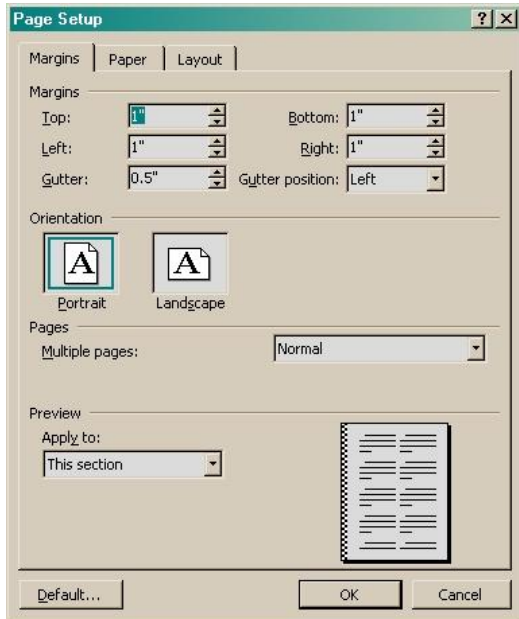 Page Setup
Margins Paper Layout
Margins
Top: 1" Bottom: 1"
Left: 1" Right: 1"
Gutter: 0.5" Gutter position: Left
Orientation
A A
Portrait Landscape
Pages
Multiple pages: Normal
Preview
Apply to:
This section
Default... OK Cancel